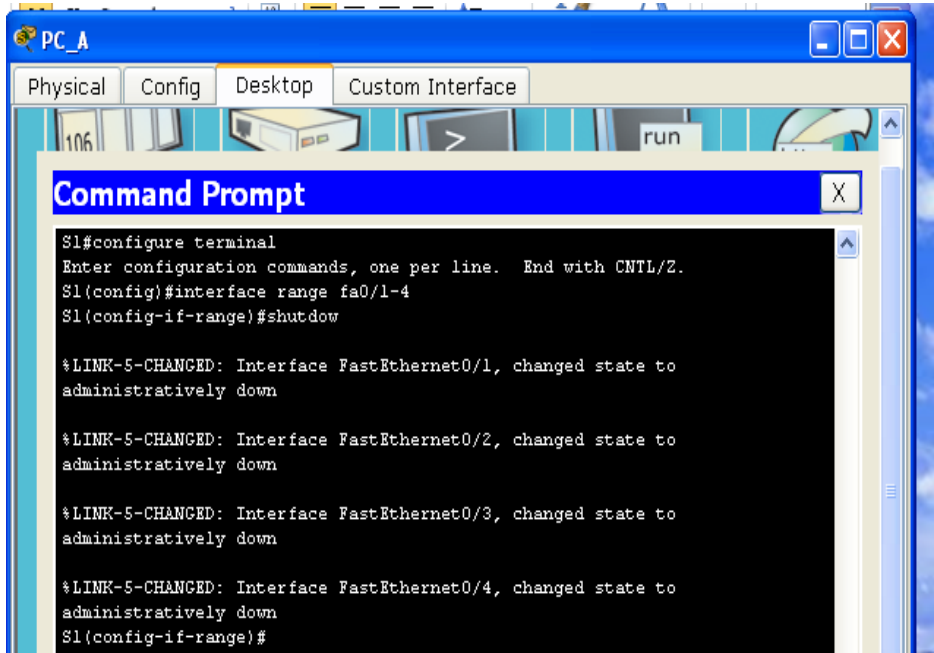 PC_A
Physical Config Desktop Custom Interface
106 > run
Command Prompt X
S1#configure terminal
Enter configuration commands, one per line.  End with CNTL/Z.
S1(config)#interface range fa0/1-4
S1(config-if-range)#shutdow
%LINK-5-CHANGED: Interface FastEthernet0/1, changed state to
administratively down
%LINK-5-CHANGED: Interface FastEthernet0/2, changed state to
administratively down
%LINK-5-CHANGED: Interface FastEthernet0/3, changed state to
administratively down
%LINK-5-CHANGED: Interface FastEthernet0/4, changed state to
administratively down
S1(config-if-range)#